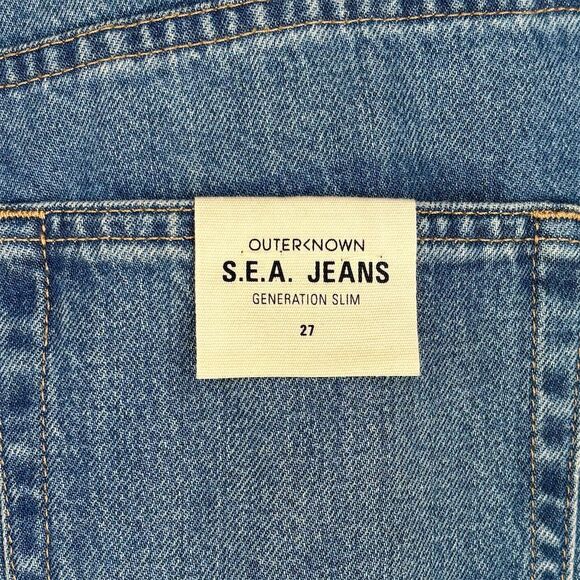 OUTERKNOWN
S.E.A. JEANS
GENERATION SLIM
27